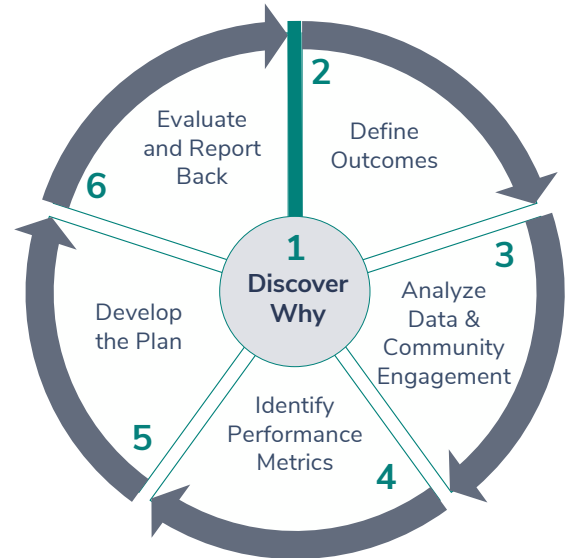 1
Discover
Why
2
Define
Outcomes
3
Analyze
Data &
Community
Engagement
4
Identify
Performance
Metrics
5
Develop
the Plan
6
Evaluate
and Report
Back